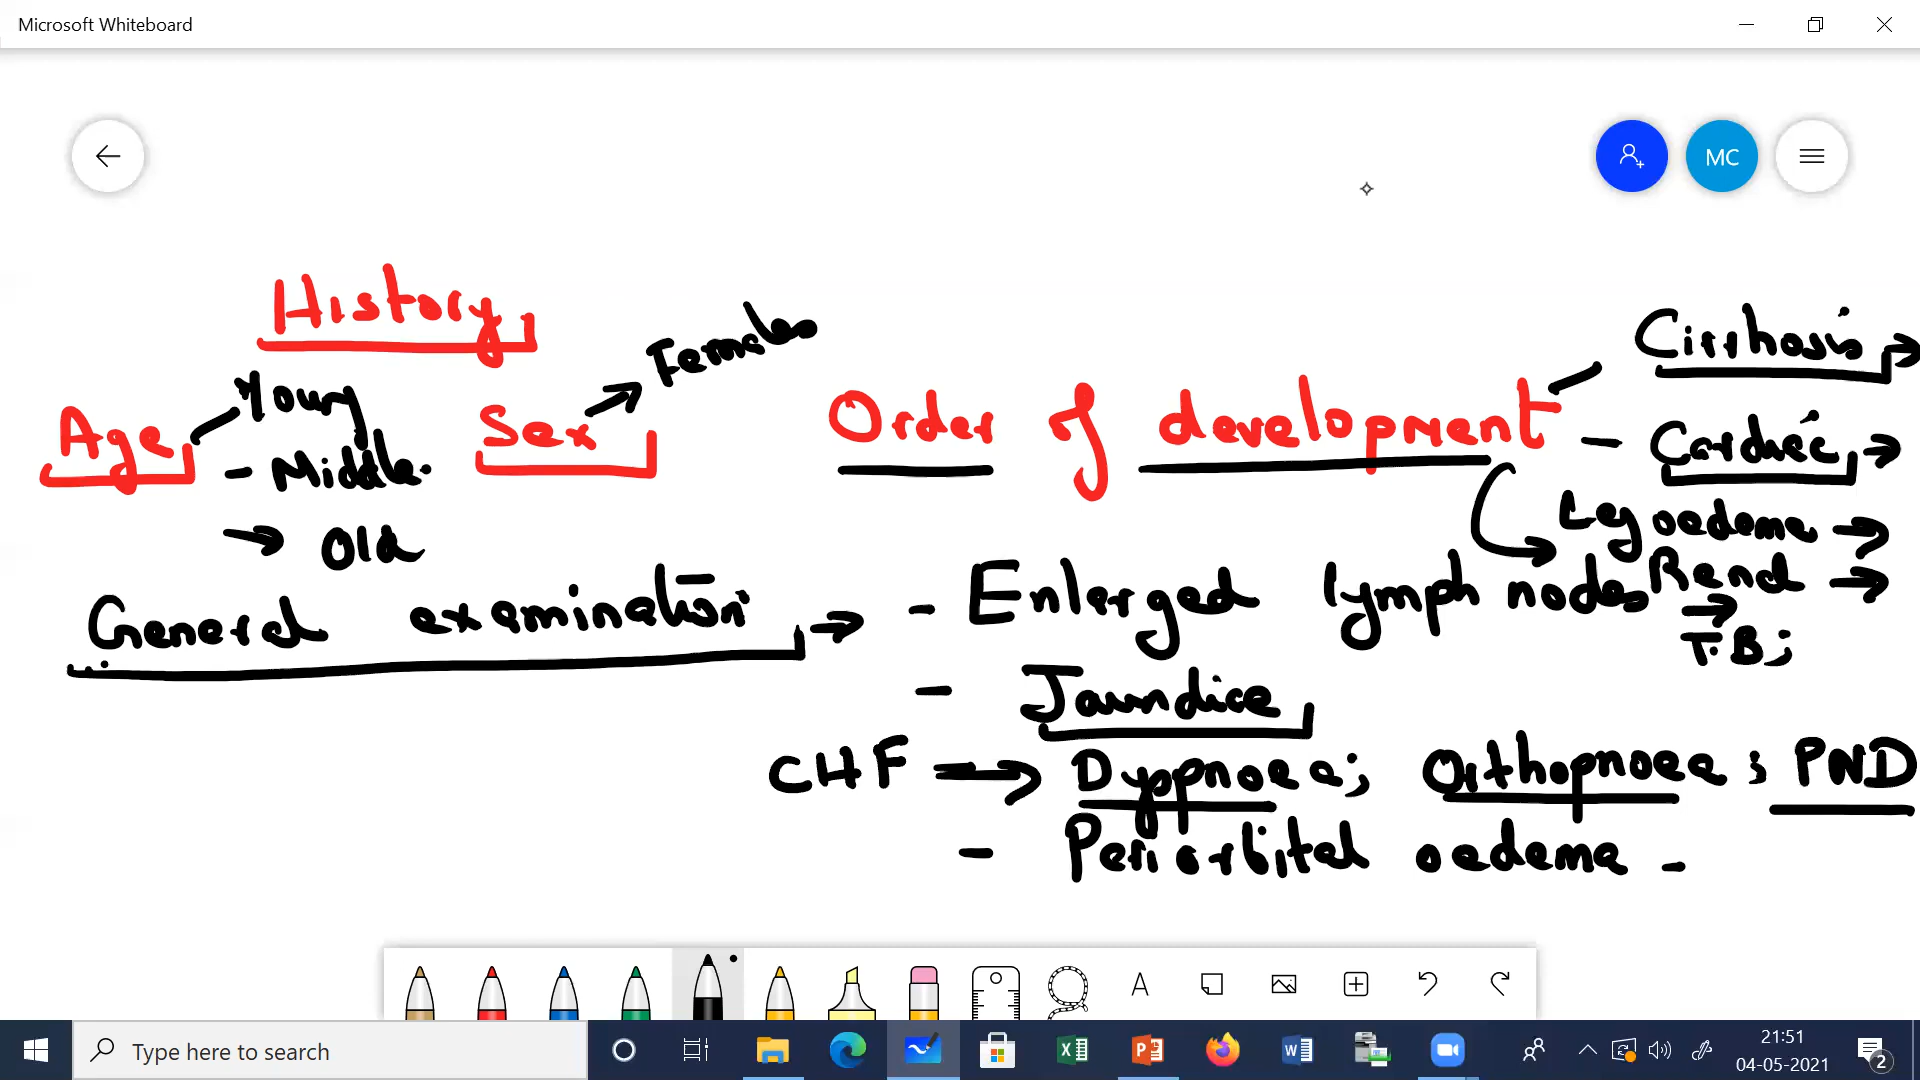 Microsoft Whiteboard
MC
History
Females
Cirrhosis
Young
Age
Sex
Order of development
- Middle
- Cardiac
Leg oedema
Old
Renal
General examination
- Enlarged lymph nodes
T.B;
- Jaundice
CHF Dyppnoea; Orthopnoea; PND
- Periorbital oedema -
A
Type here to search
21:51
04-05-2021
2